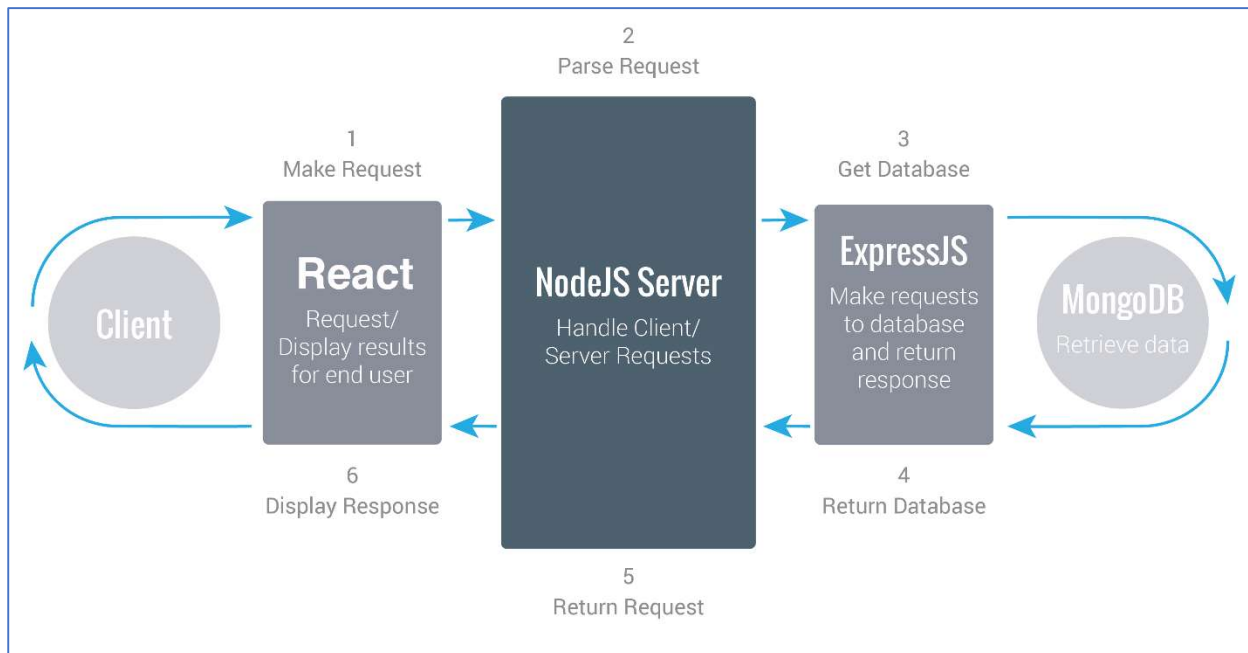 2
Parse Request
1
Make Request
3
Get Database
Client
React
Request/
Display results
for end user
NodeJS Server
Handle Client/
Server Requests
ExpressJS
Make requests
to database
and return
response
MongoDB
Retrieve data
6
Display Response
4
Return Database
5
Return Request